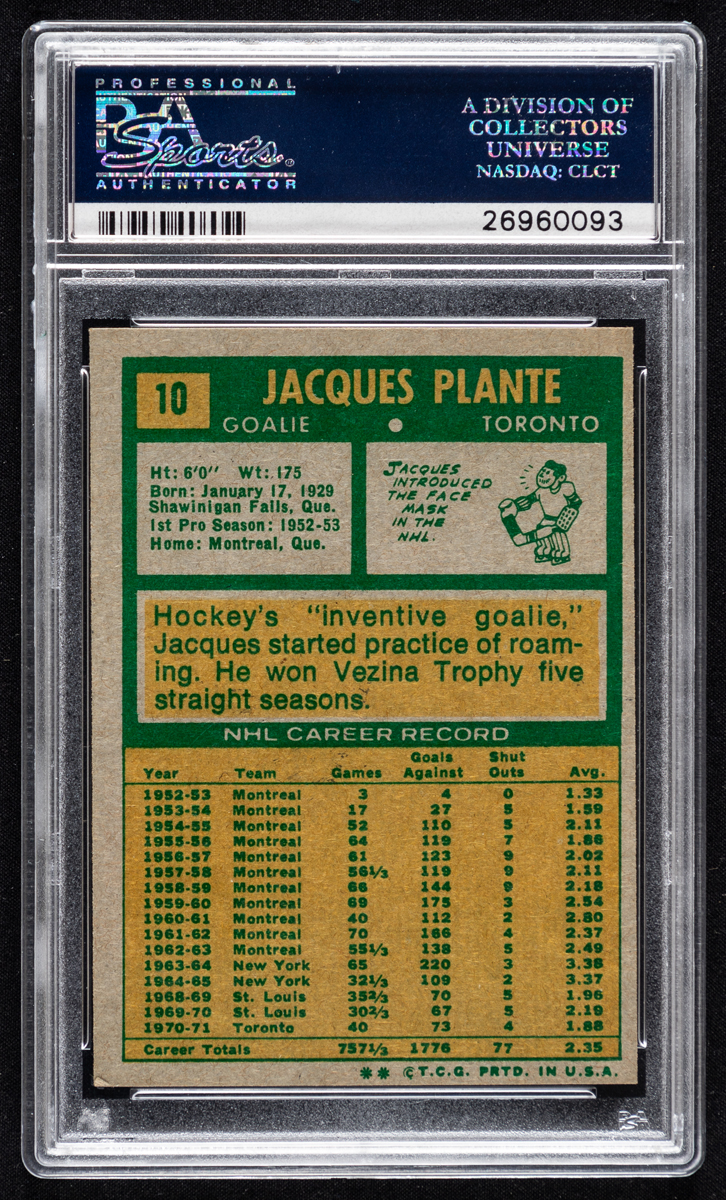 PROFESSIONAL
PSA
Sports®
AUTHENTICATOR
A DIVISION OF
COLLECTORS
UNIVERSE
NASDAQ: CLCT
26960093
10 JACQUES PLANTE
GOALIE ● TORONTO
Ht: 6'0" Wt: 175
Born: January 17, 1929
Shawinigan Falls, Que.
1st Pro Season: 1952-53
Home: Montreal, Que.
JACQUES
INTRODUCED
THE FACE
MASK
IN THE
NHL.
Hockey's "inventive goalie,"
Jacques started practice of roam-
ing. He won Vezina Trophy five
straight seasons.
NHL CAREER RECORD
Year Team Games Goals Against Shut Outs Avg.
1952-53 Montreal 3 4 0 1.33
1953-54 Montreal 17 27 5 1.59
1954-55 Montreal 52 110 5 2.11
1955-56 Montreal 64 119 7 1.86
1956-57 Montreal 61 123 9 2.02
1957-58 Montreal 561/3 119 9 2.11
1958-59 Montreal 66 144 9 2.18
1959-60 Montreal 69 175 3 2.54
1960-61 Montreal 40 112 2 2.80
1961-62 Montreal 70 166 4 2.37
1962-63 Montreal 551/3 138 5 2.49
1963-64 New York 65 220 3 3.38
1964-65 New York 321/3 109 2 3.37
1968-69 St. Louis 352/3 70 5 1.96
1969-70 St. Louis 302/3 67 5 2.19
1970-71 Toronto 40 73 4 1.88
Career Totals 7571/3 1776 77 2.35
** ©T.C.G. PRTD. IN U.S.A.